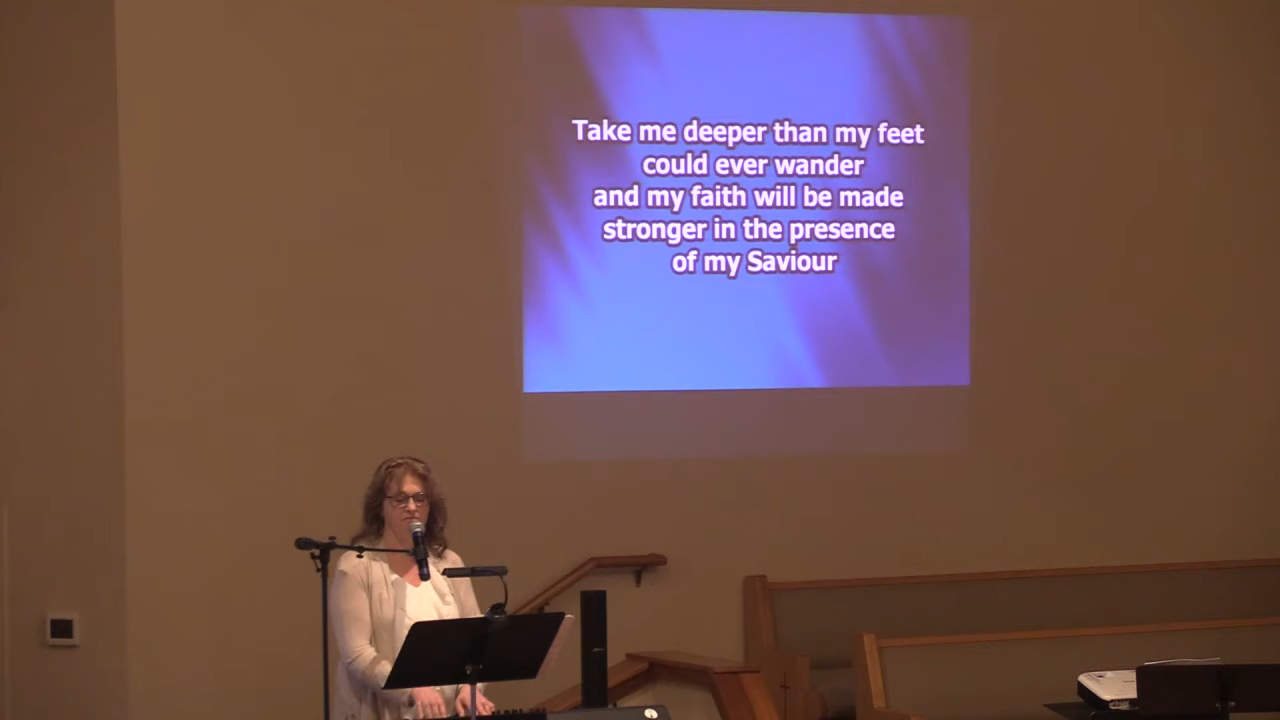 Take me deeper than my feet
could ever wander
and my faith will be made
stronger in the presence
of my Saviour